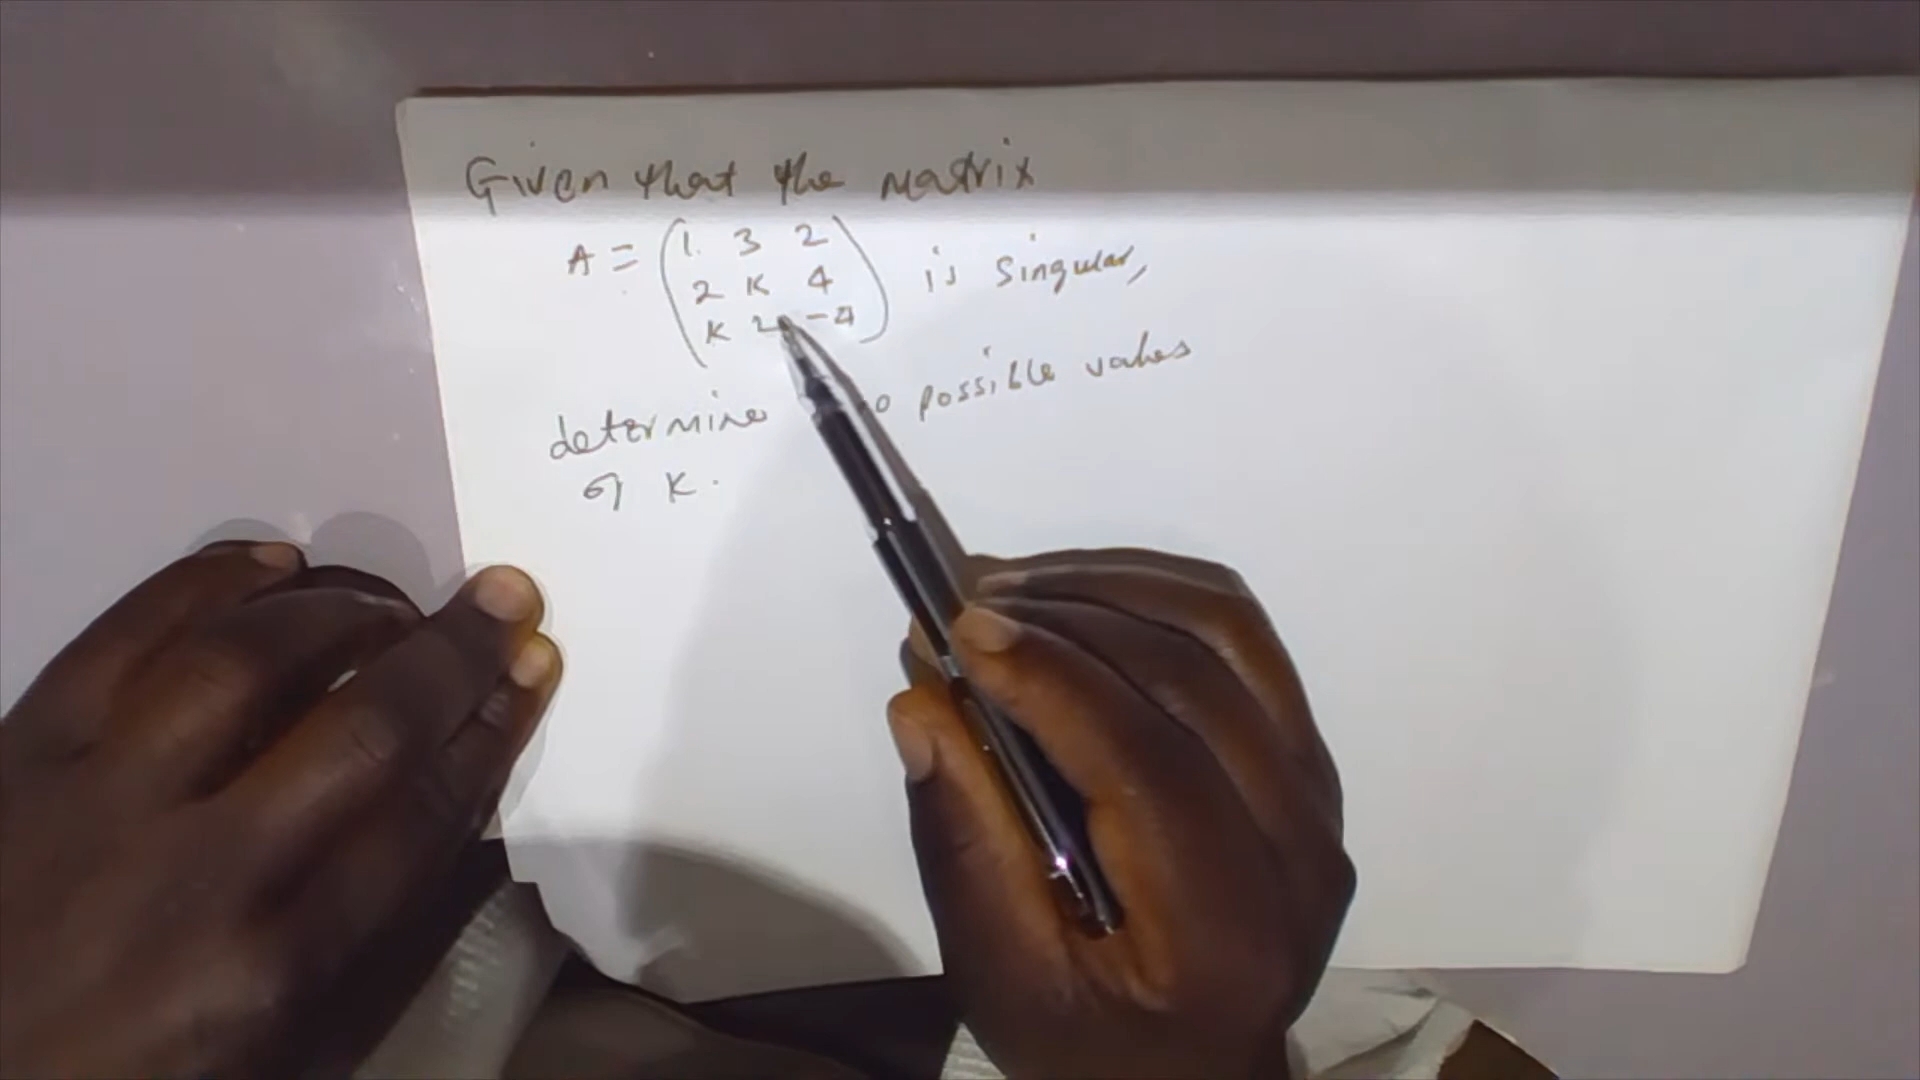 Given that the matrix
A = (1 3 2
2 K 4 is singular,
K 2 -4)
determine possible values
of K.